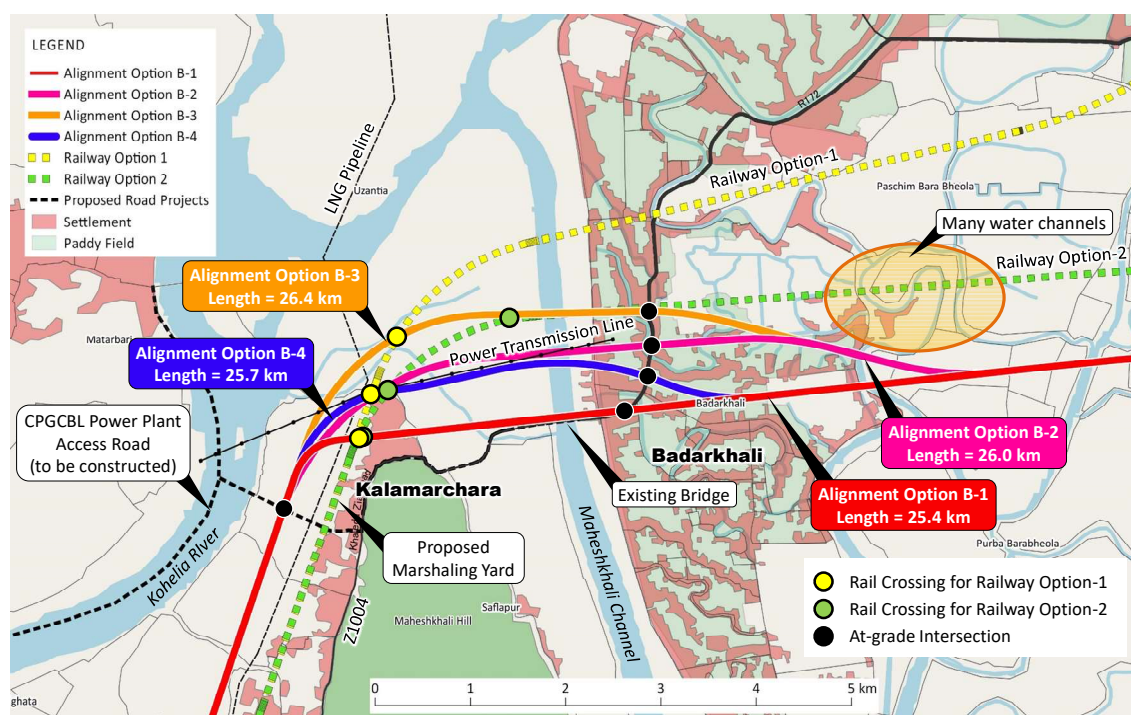 LEGEND
Alignment Option B-1
Alignment Option B-2
Alignment Option B-3
Alignment Option B-4
Railway Option 1
Railway Option 2
Proposed Road Projects
Settlement
Paddy Field
LNG Pipeline
Uzantia
R172
Railway Option-1
Paschim Bara Bheola
Many water channels
Railway Option-2
Alignment Option B-3
Length = 26.4 km
Matarbari
Power Transmission Line
Alignment Option B-4
Length = 25.7 km
Badarkhali
CPGCBL Power Plant
Access Road
(to be constructed)
Alignment Option B-2
Length = 26.0 km
Badarkhali
Kalamarchara
Existing Bridge
Alignment Option B-1
Length = 25.4 km
Proposed
Marshaling Yard
Kohelia RIver
Maheshkhali Channel
Purba Barabheola
Z1004
Saflapur
Maheshkhali Hill
Rail Crossing for Railway Option-1
Rail Crossing for Railway Option-2
At-grade Intersection
0 1 2 3 4 5 km
ghata